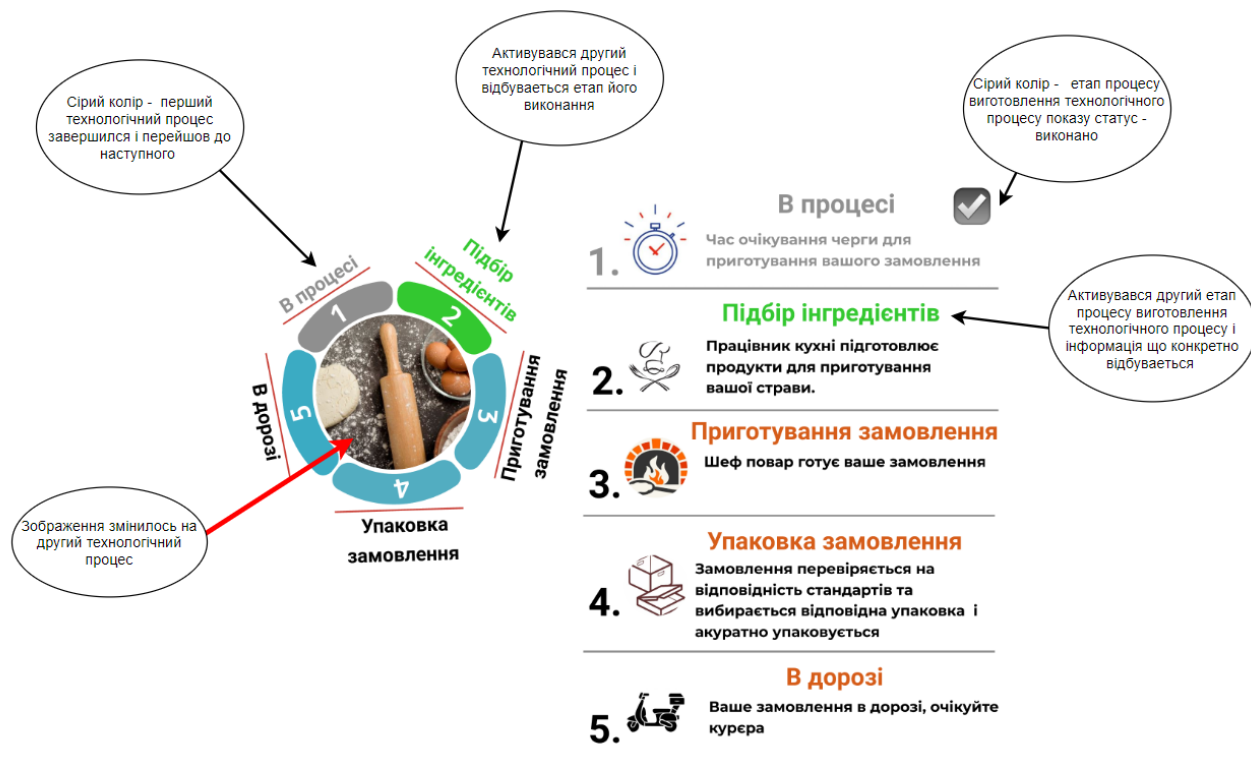 Активувався другий
технологічний процес і
відбуваеться етап його
виконання
Сірий колір - перший
технологічний процес
завершился і перейшов до
наступного
Сірий колір - етап процесу
виготовлення технологічного
процесу показу статус -
виконано
В процесі
1.
Час очікування черги для
приготування вашого замовлення
Активувався другий етап
процесу виготовлення
технологічного процесу і
інформація що конкретно
відбуваеться
Підбір інгредієнтів
2.
Працівник кухні підготовлює
продукти для приготування
вашої страви.
Приготування замовлення
3.
Шеф повар готує ваше замовлення
Упаковка замовлення
4.
Замовлення перевіряється на
відповідність стандартів та
вибирається відповідна упаковка і
акуратно упаковується
В дорозі
5.
Ваше замовлення в дорозі, очікуйте
курєра
В процесі
1
Підбір
інгредієнтів
2
Приготування
замовлення
3
Упаковка
замовлення
4
В дорозі
5
Зображення змінилось на
другий технологічний
процес